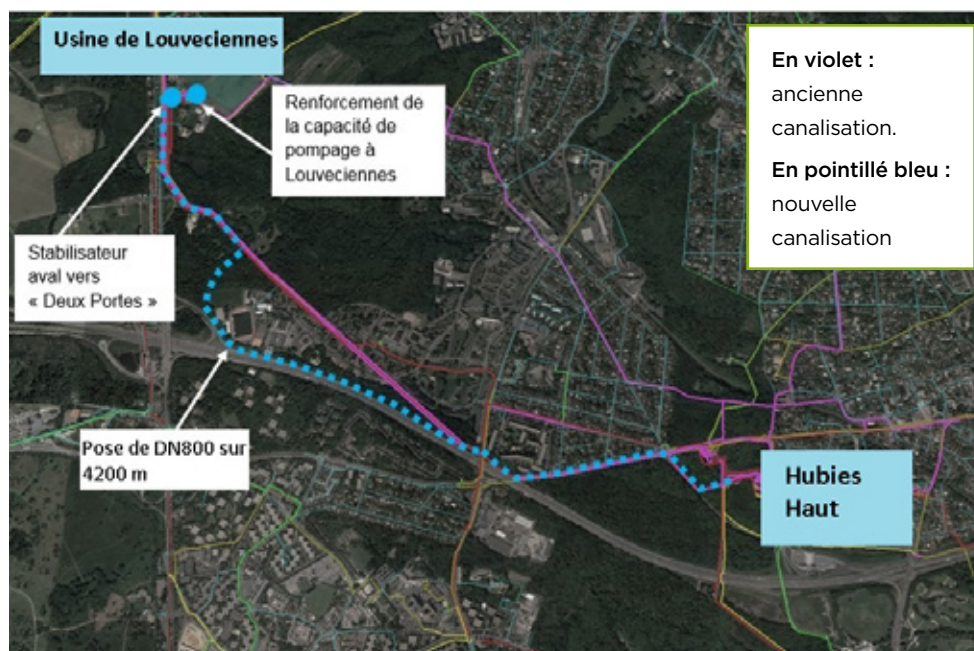 Usine de Louveciennes
Renforcement de
la capacité de
pompage à
Louveciennes
Stabilisateur
aval vers
« Deux Portes »
Pose de DN800 sur
4200 m
Hubies
Haut
En violet :
ancienne
canalisation.
En pointillé bleu :
nouvelle
canalisation